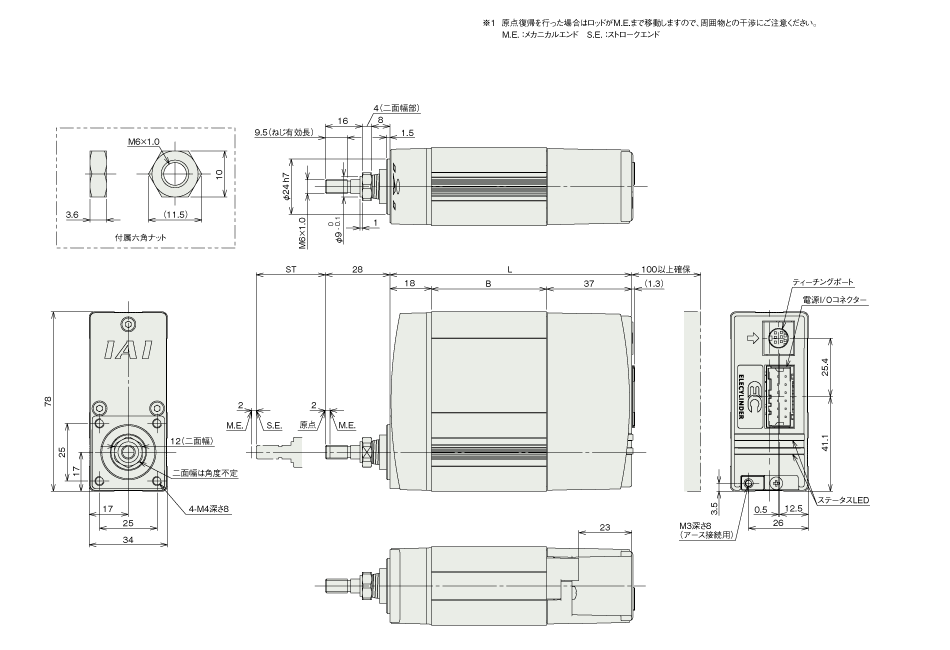 ※1 原点復帰を行った場合はロッドがM.E.まで移動しますので、周囲物との干渉にご注意ください。
M.E.：メカニカルエンド S.E.：ストロークエンド
4（二面幅部）
16
8
9.5（ねじ有効長）
1.5
φ24 h7
M6×1.0
φ9 0 -0.1
1
M6×1.0
10
3.6
（11.5）
付属六角ナット
ST
28
L
100以上確保
18
B
37
（1.3）
ティーチングポート
電源I/Oコネクター
IAI
78
25
17
12（二面幅）
二面幅は角度不定
4-M4深さ8
17
25
34
2
M.E.
S.E.
2
原点
M.E.
EC
ELECYLINDER
25.4
41.1
3.5
ステータスLED
0.5
12.5
26
M3深さ8
（アース接続用）
23